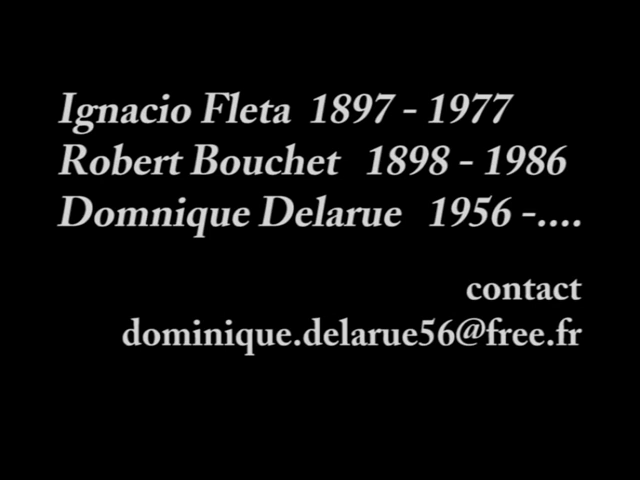 Ignacio Fleta 1897 - 1977
Robert Bouchet 1898 - 1986
Domnique Delarue 1956 -....
contact
dominique.delarue56@free.fr